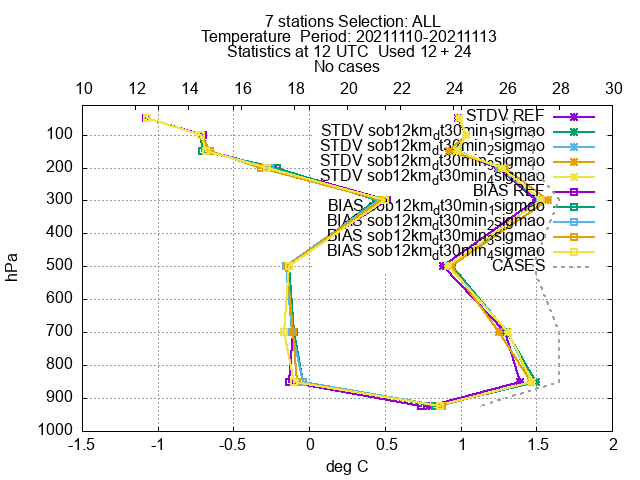 7 stations Selection: ALL
Temperature Period: 20211110-20211113
Statistics at 12 UTC Used 12 + 24
No cases
10 12 14 16 18 20 22 24 26 28 30
STDV REF
STDV sob12km_dt30min_1sigmao
STDV sob12km_dt30min_2sigmao
STDV sob12km_dt30min_3sigmao
STDV sob12km_dt30min_4sigmao
BIAS REF
BIAS sob12km_dt30min_1sigmao
BIAS sob12km_dt30min_2sigmao
BIAS sob12km_dt30min_3sigmao
BIAS sob12km_dt30min_4sigmao
CASES
100
200
300
400
500
600
700
800
900
1000
hPa
-1.5 -1 -0.5 0 0.5 1 1.5 2
deg C